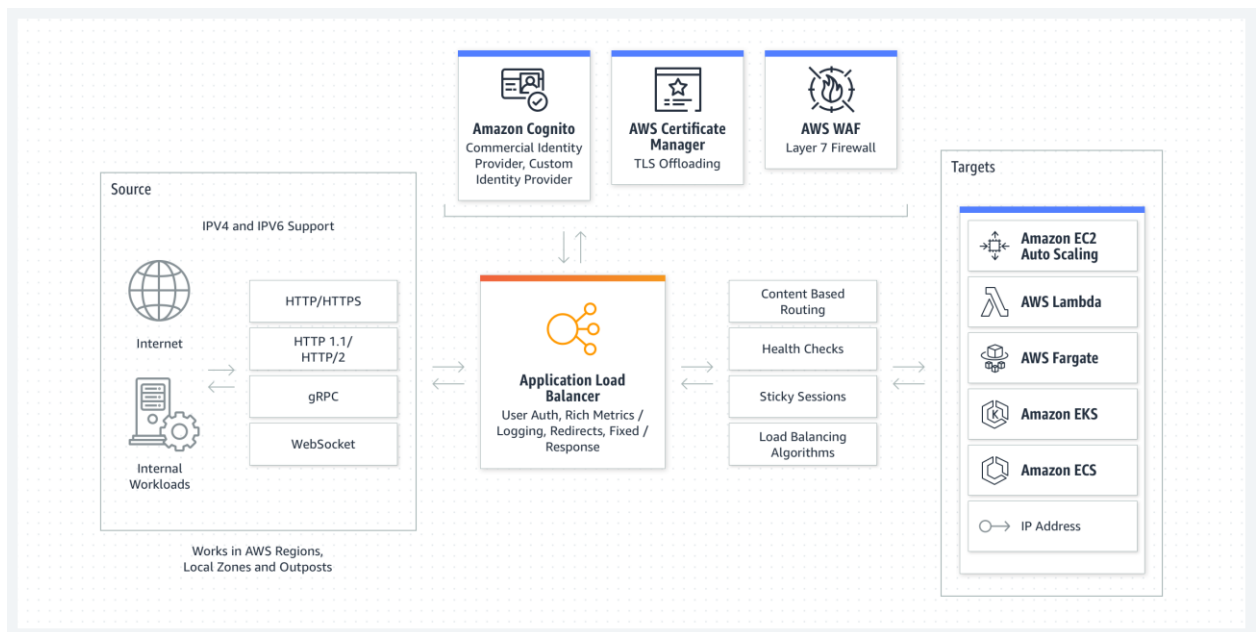 Amazon Cognito
Commercial Identity
Provider, Custom
Identity Provider
AWS Certificate
Manager
TLS Offloading
AWS WAF
Layer 7 Firewall
Source
IPV4 and IPV6 Support
Internet
Internal
Workloads
HTTP/HTTPS
HTTP 1.1/
HTTP/2
gRPC
WebSocket
Works in AWS Regions,
Local Zones and Outposts
Application Load
Balancer
User Auth, Rich Metrics /
Logging, Redirects, Fixed /
Response
Content Based
Routing
Health Checks
Sticky Sessions
Load Balancing
Algorithms
Targets
Amazon EC2
Auto Scaling
AWS Lambda
AWS Fargate
K
Amazon EKS
Amazon ECS
IP Address